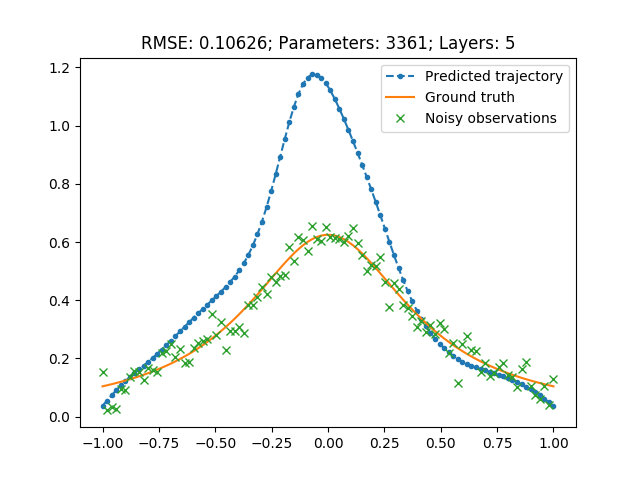 RMSE: 0.10626; Parameters: 3361; Layers: 5
Predicted trajectory
Ground truth
Noisy observations
1.2
1.0
0.8
0.6
0.4
0.2
0.0
−1.00 −0.75 −0.50 −0.25 0.00 0.25 0.50 0.75 1.00